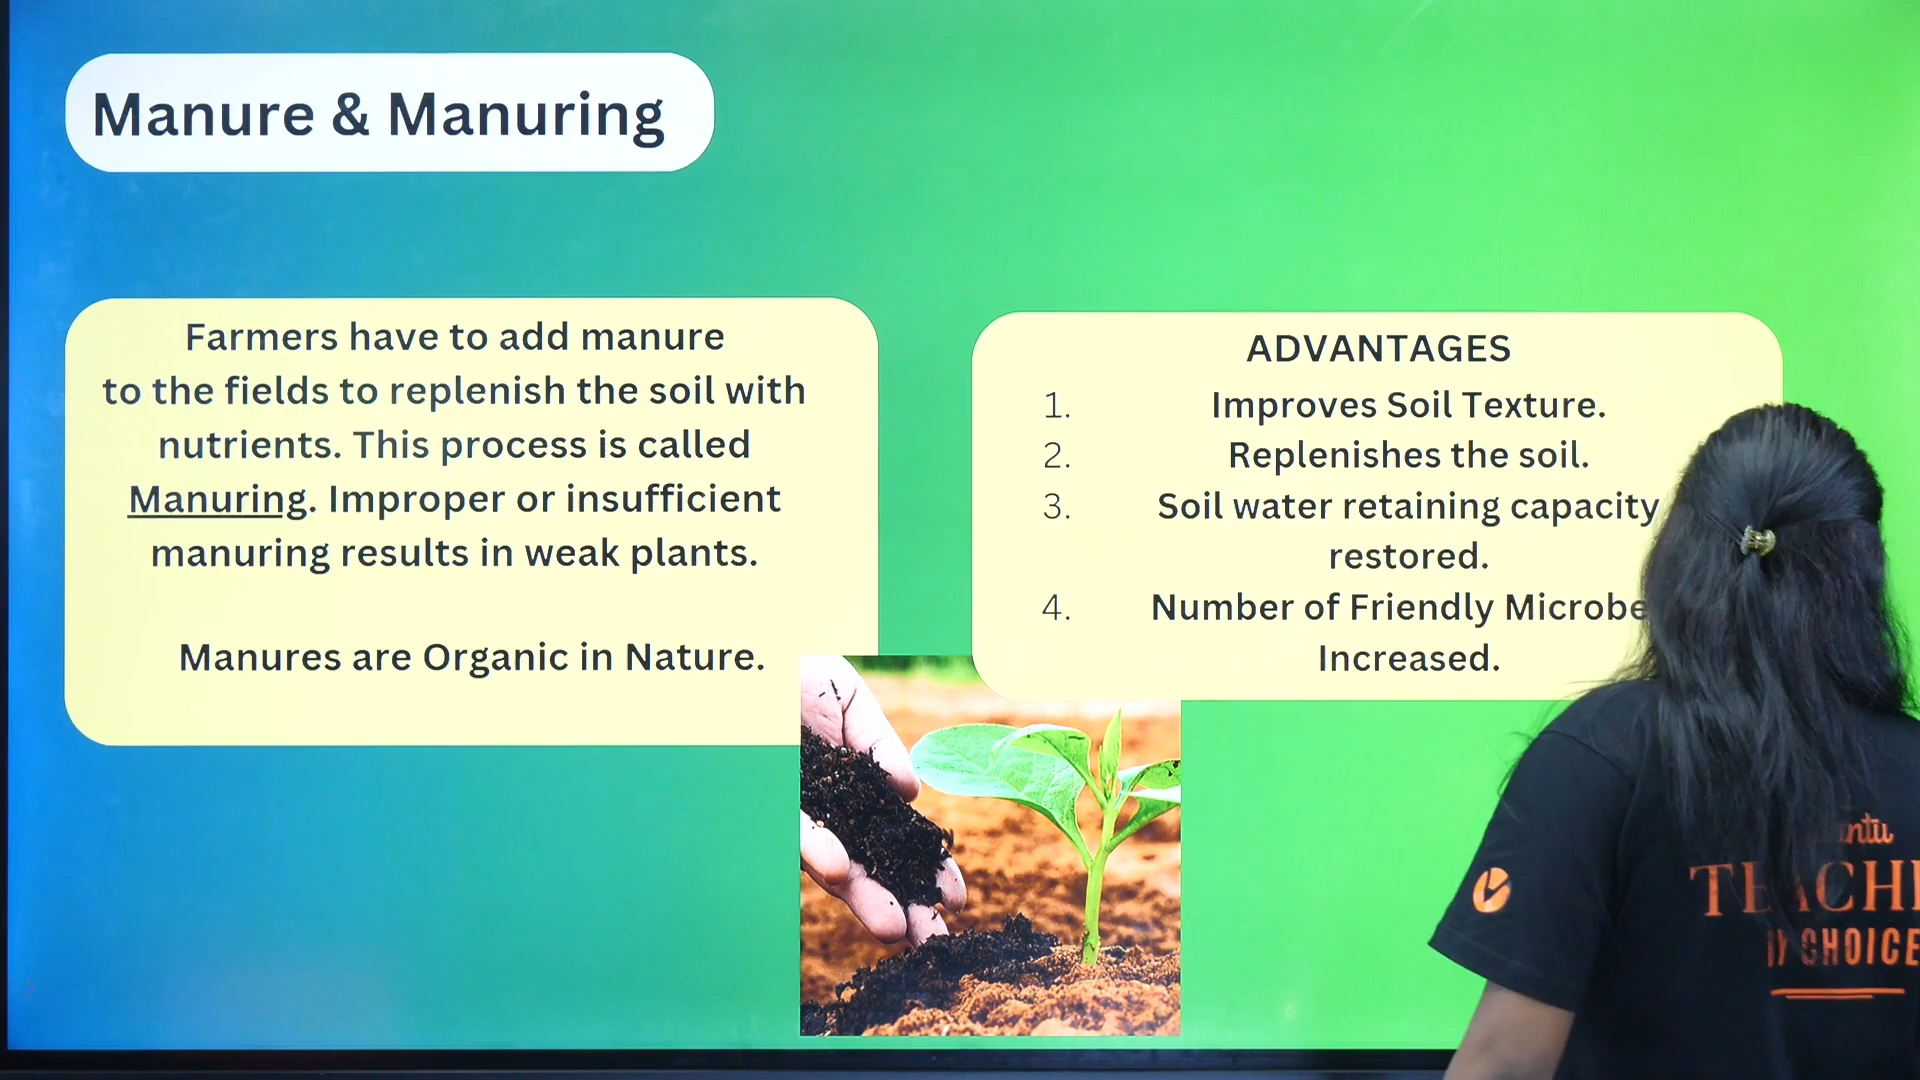 Manure & Manuring
Farmers have to add manure
to the fields to replenish the soil with
nutrients. This process is called
Manuring. Improper or insufficient
manuring results in weak plants.
Manures are Organic in Nature.
ADVANTAGES
1. Improves Soil Texture.
2. Replenishes the soil.
3. Soil water retaining capacity
restored.
4. Number of Friendly Microbe
Increased.
CHOICE